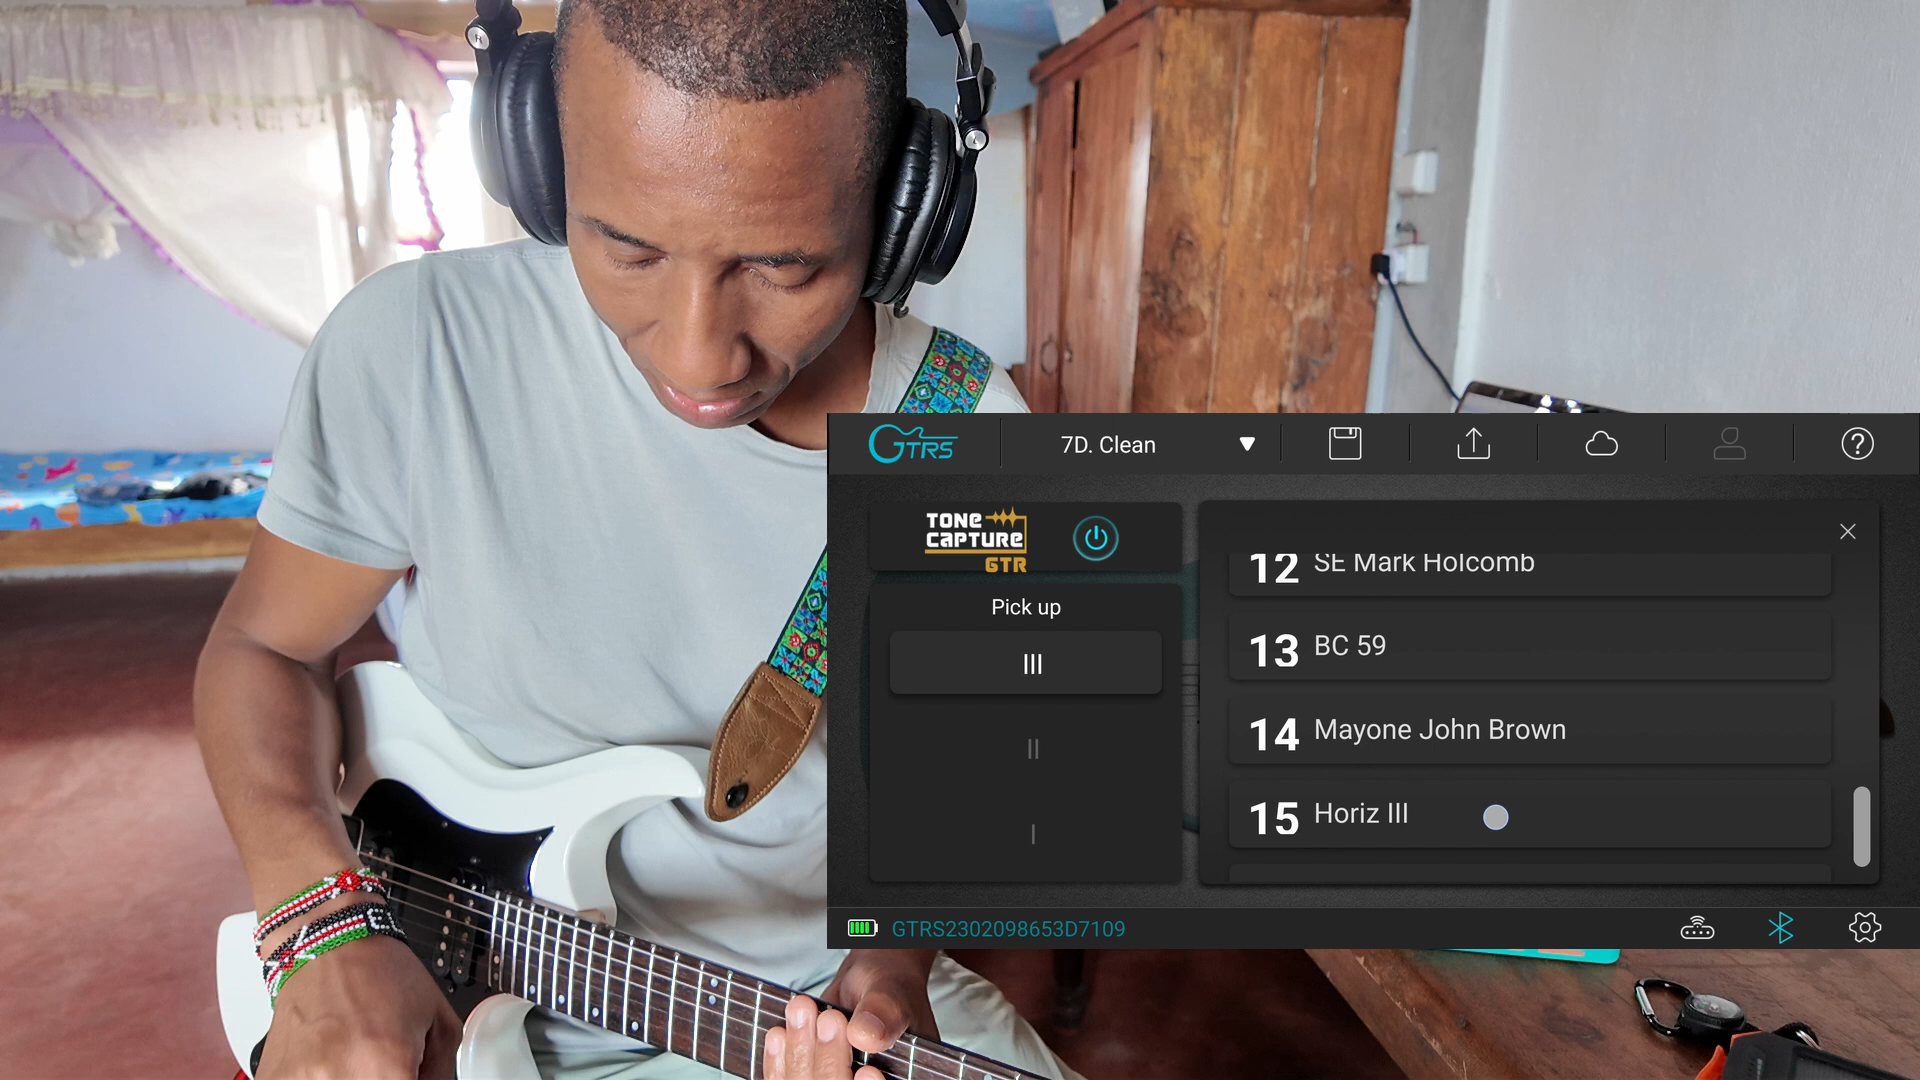 R
L
GTRS
7D. Clean
TONE
CAPTURE
GTR
Pick up
III
II
I
12 SE Mark Holcomb
13 BC 59
14 Mayone John Brown
15 Horiz III
GTRS2302098653D7109